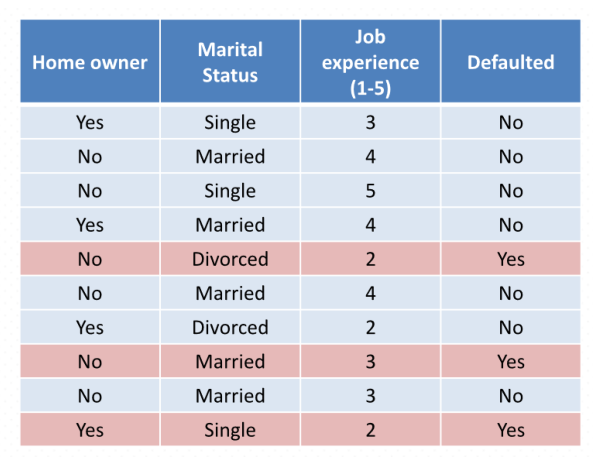 Home owner Marital Status Job experience (1-5) Defaulted
Yes Single 3 No
No Married 4 No
No Single 5 No
Yes Married 4 No
No Divorced 2 Yes
No Married 4 No
Yes Divorced 2 No
No Married 3 Yes
No Married 3 No
Yes Single 2 Yes